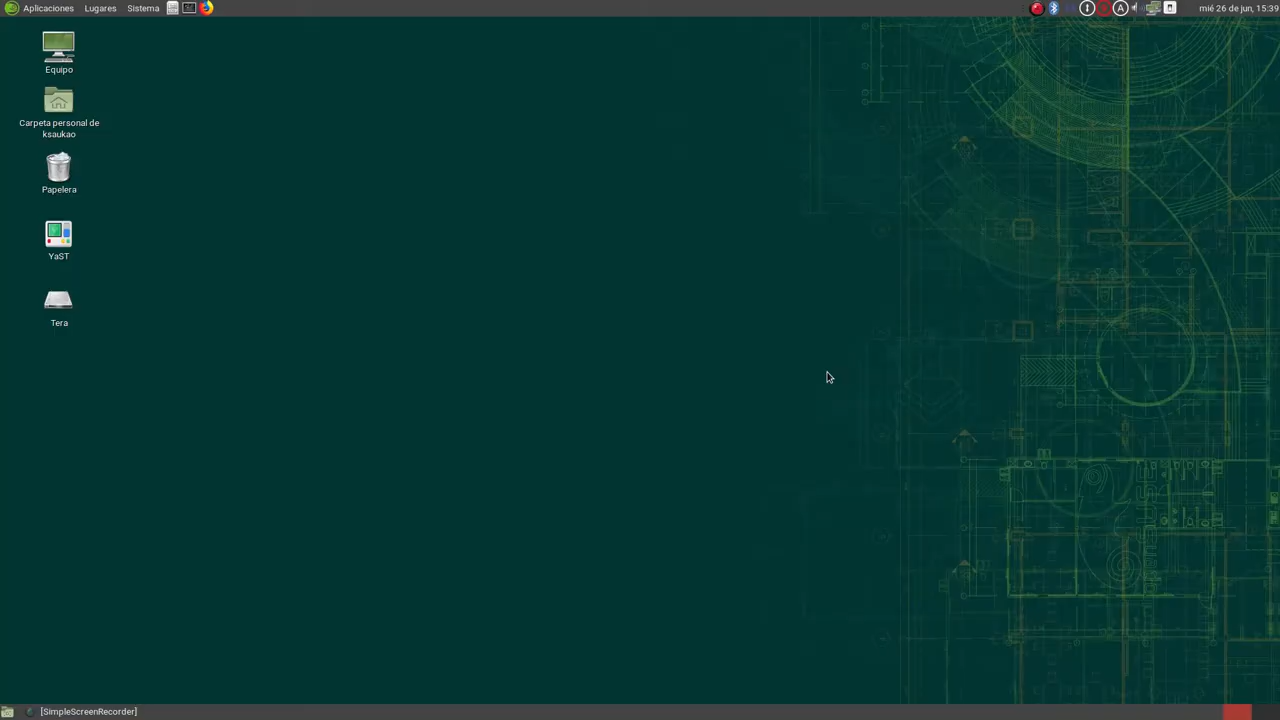 Aplicaciones Lugares Sistema
mié 26 de jun, 15:39
Equipo
Carpeta personal de
ksaukao
Papelera
YaST
Tera
[SimpleScreenRecorder]